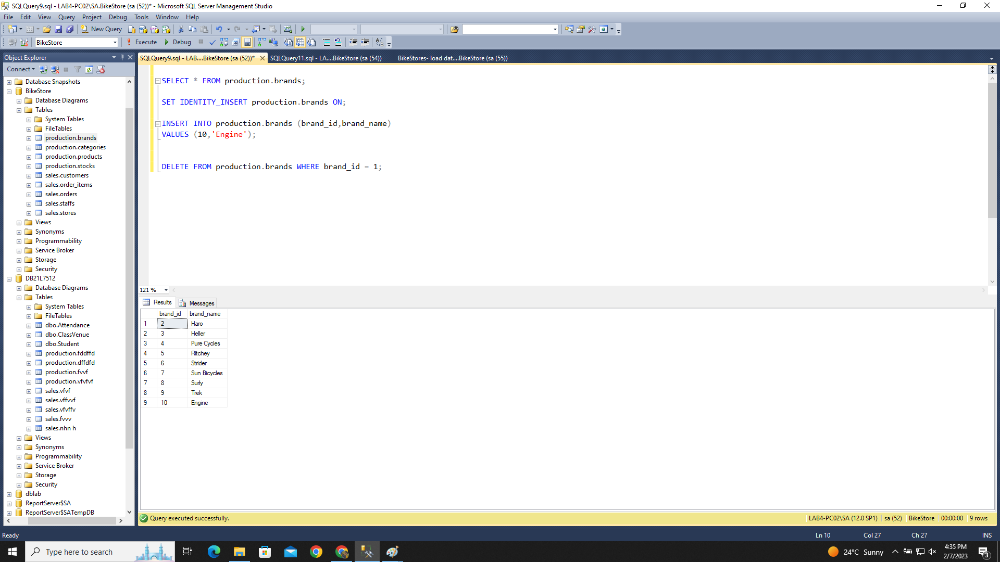 SQLQuery9.sql - LAB4-PC02\SA.BikeStore (sa (52))* - Microsoft SQL Server Management Studio
File Edit View Query Project Debug Tools Window Help
New Query
BikeStore Execute Debug
Object Explorer
SQLQuery9.sql - LAB....BikeStore (sa (52))* SQLQuery11.sql - LA....BikeStore (sa (54)) BikeStores- load dat....BikeStore (sa (55))
Connect
Database Snapshots
BikeStore
Database Diagrams
Tables
System Tables
FileTables
production.brands
production.categories
production.products
production.stocks
sales.customers
sales.order_items
sales.orders
sales.staffs
sales.stores
Views
Synonyms
Programmability
Service Broker
Storage
Security
DB21L7512
Database Diagrams
Tables
System Tables
FileTables
dbo.Attendance
dbo.ClassVenue
dbo.Student
production.fddffd
production.dffdfd
production.fvvf
production.vfvfvf
sales.vfvf
sales.vffvvf
sales.vfvffv
sales.fvvv
sales.nhn h
Views
Synonyms
Programmability
Service Broker
Storage
Security
dblab
ReportServer$SA
ReportServer$SATempDB
SELECT * FROM production.brands;
SET IDENTITY_INSERT production.brands ON;
INSERT INTO production.brands (brand_id,brand_name)
VALUES (10,'Engine');
DELETE FROM production.brands WHERE brand_id = 1;
121 %
Results Messages
brand_id brand_name
1 2 Haro
2 3 Heller
3 4 Pure Cycles
4 5 Ritchey
5 6 Strider
6 7 Sun Bicycles
7 8 Surly
8 9 Trek
9 10 Engine
Query executed successfully. LAB4-PC02\SA (12.0 SP1) sa (52) BikeStore 00:00:00 9 rows
Ready Ln 10 Col 27 Ch 27 INS
Type here to search 24°C Sunny 4:35 PM
2/7/2023 3